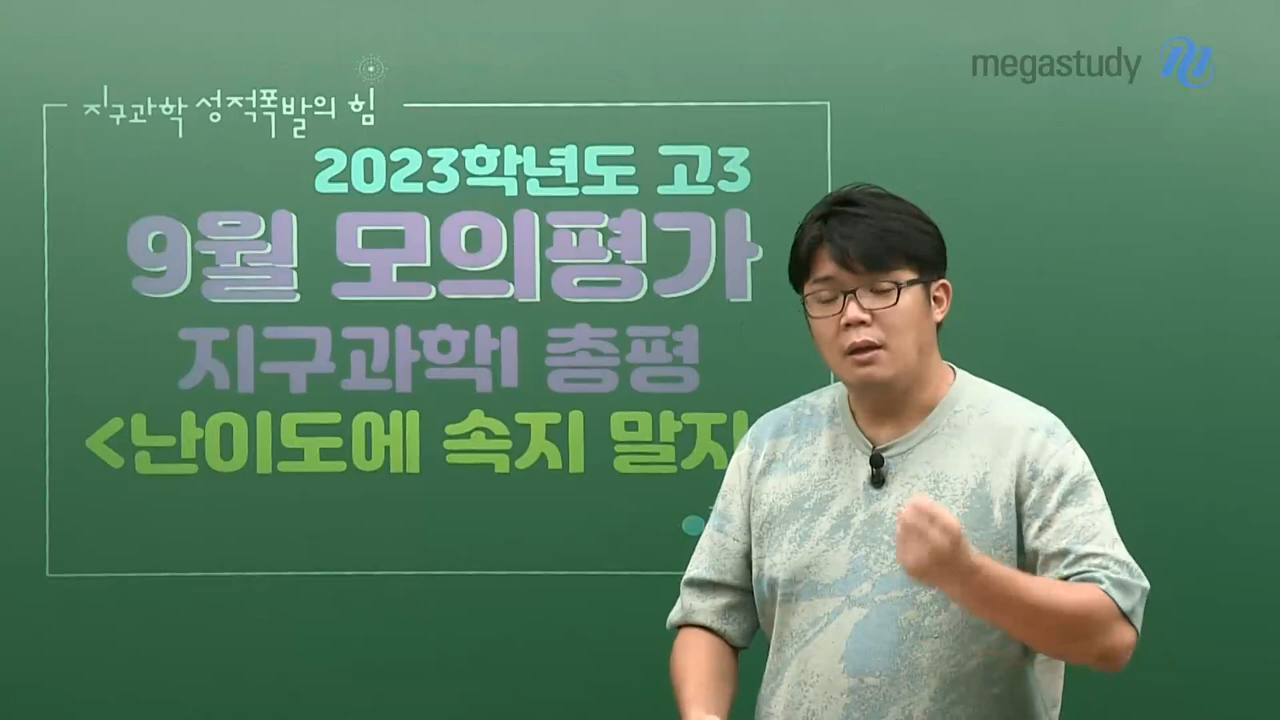 megastudy
지구과학 성적폭발의 힘
2023학년도 고3
9월 모의평가
지구과학I 총평
<난이도에 속지 말자